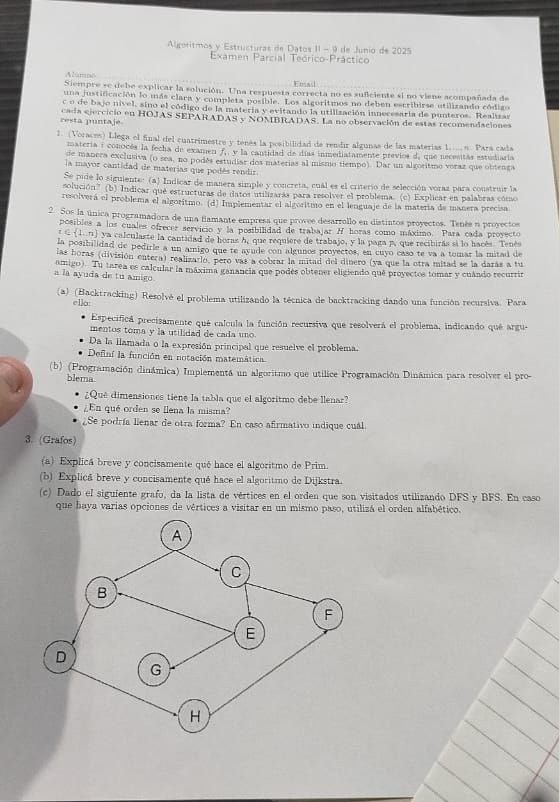 Algoritmos y Estructuras de Datos II - 9 de Junio de 2025
Examen Parcial Teórico-Práctico
Alumno
Email
Siempre se debe explicar la solución. Una respuesta correcta no es suficiente si no viene acompañada de
una justificación lo más clara y completa posible. Los algoritmos no deben escribirse utilizando código
c o de bajo nivel, sino el código de la materia y evitando la utilización innecesaria de punteros. Realizar
cada ejercicio en HOJAS SEPARADAS y NOMBRADAS. La no observación de estas recomendaciones
resta puntaje.
1. (Voraces) Llega el final del cuatrimestre y tenés la posibilidad de rendir algunas de las materias 1,...,n. Para cada
materia i conocés la fecha de examen fᵢ, y la cantidad de días inmediatamente previos dᵢ que necesitás estudiarla
de manera exclusiva (o sea, no podés estudiar dos materias al mismo tiempo). Dar un algoritmo voraz que obtenga
la mayor cantidad de materias que podés rendir.
Se pide lo siguiente: (a) Indicar de manera simple y concreta, cuál es el criterio de selección voraz para construir la
solución? (b) Indicar qué estructuras de datos utilizarás para resolver el problema. (c) Explicar en palabras cómo
resolverá el problema el algoritmo. (d) Implementar el algoritmo en el lenguaje de la materia de manera precisa.
2. Sos la única programadora de una flamante empresa que provee desarrollo en distintos proyectos. Tenés n proyectos
posibles a los cuales ofrecer servicio y la posibilidad de trabajar H horas como máximo. Para cada proyecto
i ∈ {1..n} ya calculaste la cantidad de horas hᵢ que requiere de trabajo, y la paga pᵢ que recibirás si lo hacés. Tenés
la posibilidad de pedirle a un amigo que te ayude con algunos proyectos, en cuyo caso te va a tomar la mitad de
las horas (división entera) realizarlo, pero vas a cobrar la mitad del dinero (ya que la otra mitad se la darás a tu
amigo). Tu tarea es calcular la máxima ganancia que podés obtener eligiendo qué proyectos tomar y cuándo recurrir
a la ayuda de tu amigo.
(a) (Backtracking) Resolvé el problema utilizando la técnica de backtracking dando una función recursiva. Para
ello:
• Especificá precisamente qué calcula la función recursiva que resolverá el problema, indicando qué argu-
mentos toma y la utilidad de cada uno.
• Da la llamada o la expresión principal que resuelve el problema.
• Definí la función en notación matemática.
(b) (Programación dinámica) Implementá un algoritmo que utilice Programación Dinámica para resolver el pro-
blema.
• ¿Qué dimensiones tiene la tabla que el algoritmo debe llenar?
• ¿En qué orden se llena la misma?
• ¿Se podría llenar de otra forma? En caso afirmativo indique cuál.
3. (Grafos)
(a) Explicá breve y concisamente qué hace el algoritmo de Prim.
(b) Explicá breve y concisamente qué hace el algoritmo de Dijkstra.
(c) Dado el siguiente grafo, da la lista de vértices en el orden que son visitados utilizando DFS y BFS. En caso
que haya varias opciones de vértices a visitar en un mismo paso, utilizá el orden alfabético.
A
C
B
F
E
D
G
H